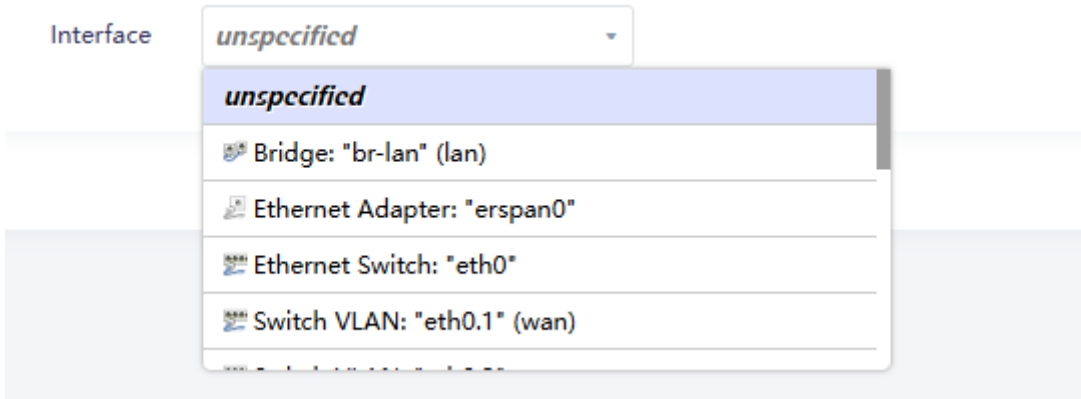 Interface
unspecified
unspecified
Bridge: "br-lan" (lan)
Ethernet Adapter: "erspan0"
Ethernet Switch: "eth0"
Switch VLAN: "eth0.1" (wan)